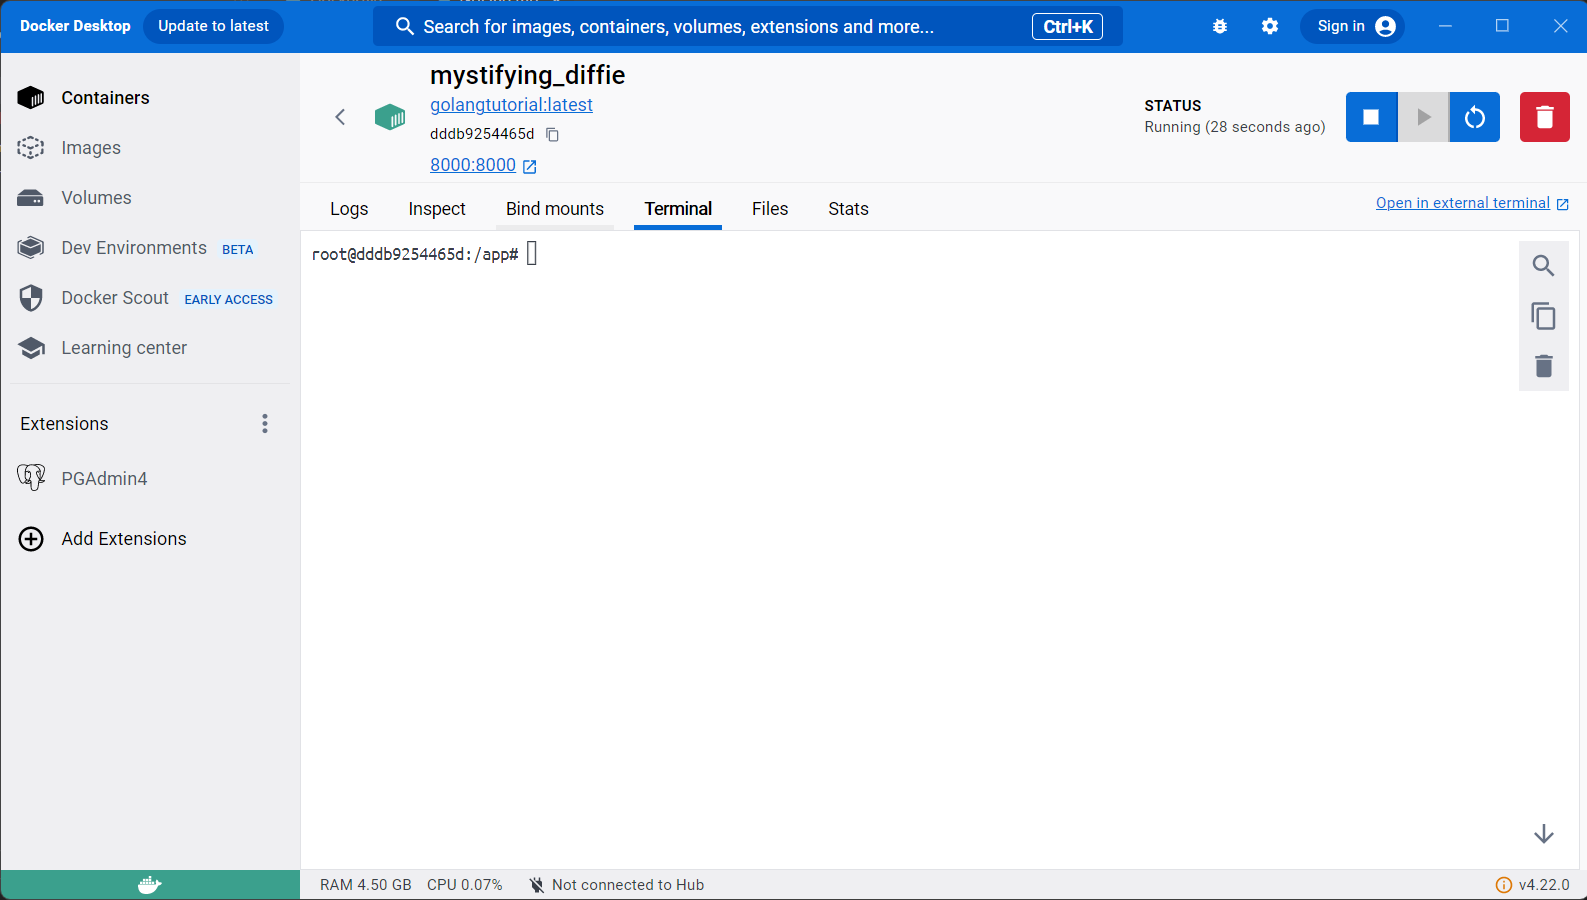 Docker Desktop Update to latest Search for images, containers, volumes, extensions and more... Ctrl+K Sign in
Containers
Images
Volumes
Dev Environments BETA
Docker Scout EARLY ACCESS
Learning center
Extensions
PGAdmin4
Add Extensions
mystifying_diffie
golangtutorial:latest
dddb9254465d
8000:8000
STATUS
Running (28 seconds ago)
Logs Inspect Bind mounts Terminal Files Stats
Open in external terminal
root@dddb9254465d:/app#
RAM 4.50 GB CPU 0.07% Not connected to Hub v4.22.0